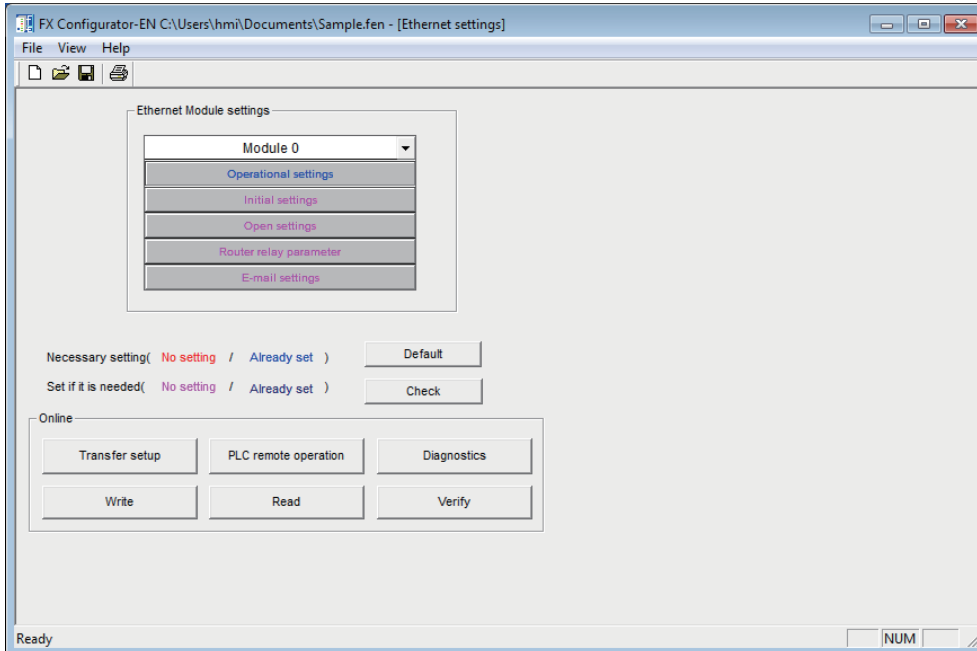 FX Configurator-EN C:\Users\hmi\Documents\Sample.fen - [Ethernet settings]
File View Help
Ethernet Module settings
Module 0
Operational settings
Initial settings
Open settings
Router relay parameter
E-mail settings
Necessary setting( No setting / Already set ) Default
Set if it is needed( No setting / Already set ) Check
Online
Transfer setup PLC remote operation Diagnostics
Write Read Verify
Ready NUM